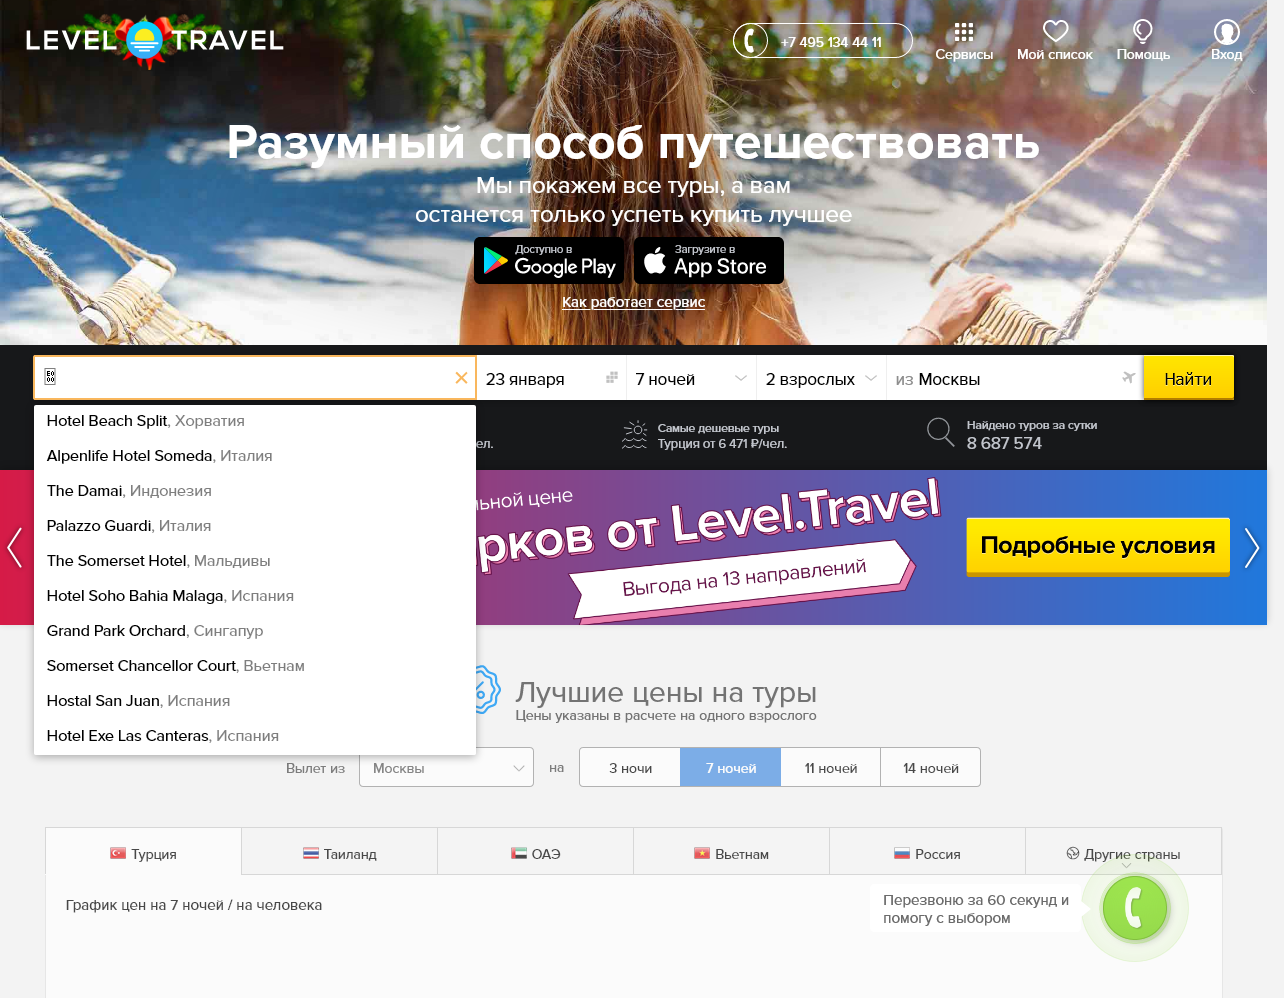 LEVEL TRAVEL
+7 495 134 44 11
Сервисы
Мой список
Помощь
Вход
Разумный способ путешествовать
Мы покажем все туры, а вам
останется только успеть купить лучшее
Доступно в
Google Play
Загрузите в
App Store
Как работает сервис
23 января
7 ночей
2 взрослых
из Москвы
Найти
Hotel Beach Split, Хорватия
Alpenlife Hotel Someda, Италия
The Damai, Индонезия
Palazzo Guardi, Италия
The Somerset Hotel, Мальдивы
Hotel Soho Bahia Malaga, Испания
Grand Park Orchard, Сингапур
Somerset Chancellor Court, Вьетнам
Hostal San Juan, Испания
Hotel Exe Las Canteras, Испания
ел.
Самые дешевые туры
Турция от 6 471 ₽/чел.
Найдено туров за сутки
8 687 574
льной цене
рков от Level.Travel
Выгода на 13 направлений
Подробные условия
Лучшие цены на туры
Цены указаны в расчете на одного взрослого
Вылет из
Москвы
на
3 ночи
7 ночей
11 ночей
14 ночей
Турция
Таиланд
ОАЭ
Вьетнам
Россия
Другие страны
График цен на 7 ночей / на человека
Перезвоню за 60 секунд и
помогу с выбором